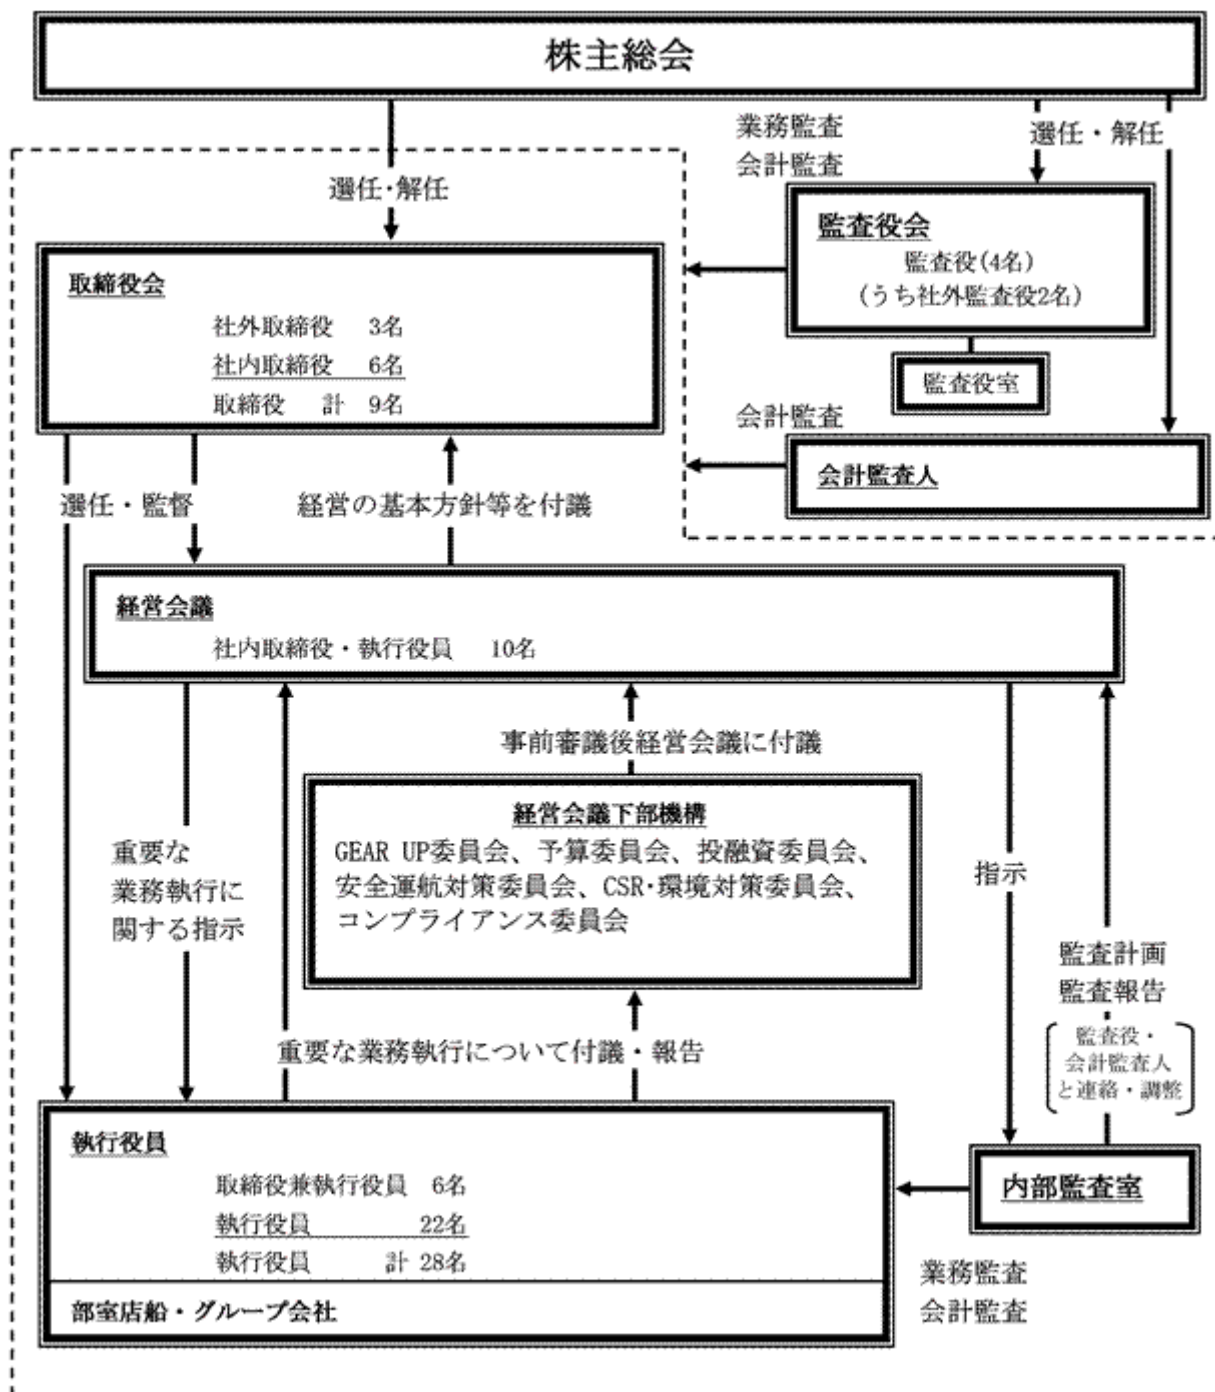 株主総会
業務監査
会計監査
選任・解任
選任・解任
監査役会
監査役(4名)
(うち社外監査役2名)
監査役室
取締役会
社外取締役 3名
社内取締役 6名
取締役 計 9名
会計監査
会計監査人
選任・監督
経営の基本方針等を付議
経営会議
社内取締役・執行役員 10名
事前審議後経営会議に付議
経営会議下部機構
GEAR UP委員会、予算委員会、投融資委員会、
安全運航対策委員会、CSR・環境対策委員会、
コンプライアンス委員会
重要な
業務執行に
関する指示
指示
監査計画
監査報告
監査役・
会計監査人
と連絡・調整
重要な業務執行について付議・報告
執行役員
取締役兼執行役員 6名
執行役員 22名
執行役員 計 28名
部室店船・グループ会社
内部監査室
業務監査
会計監査